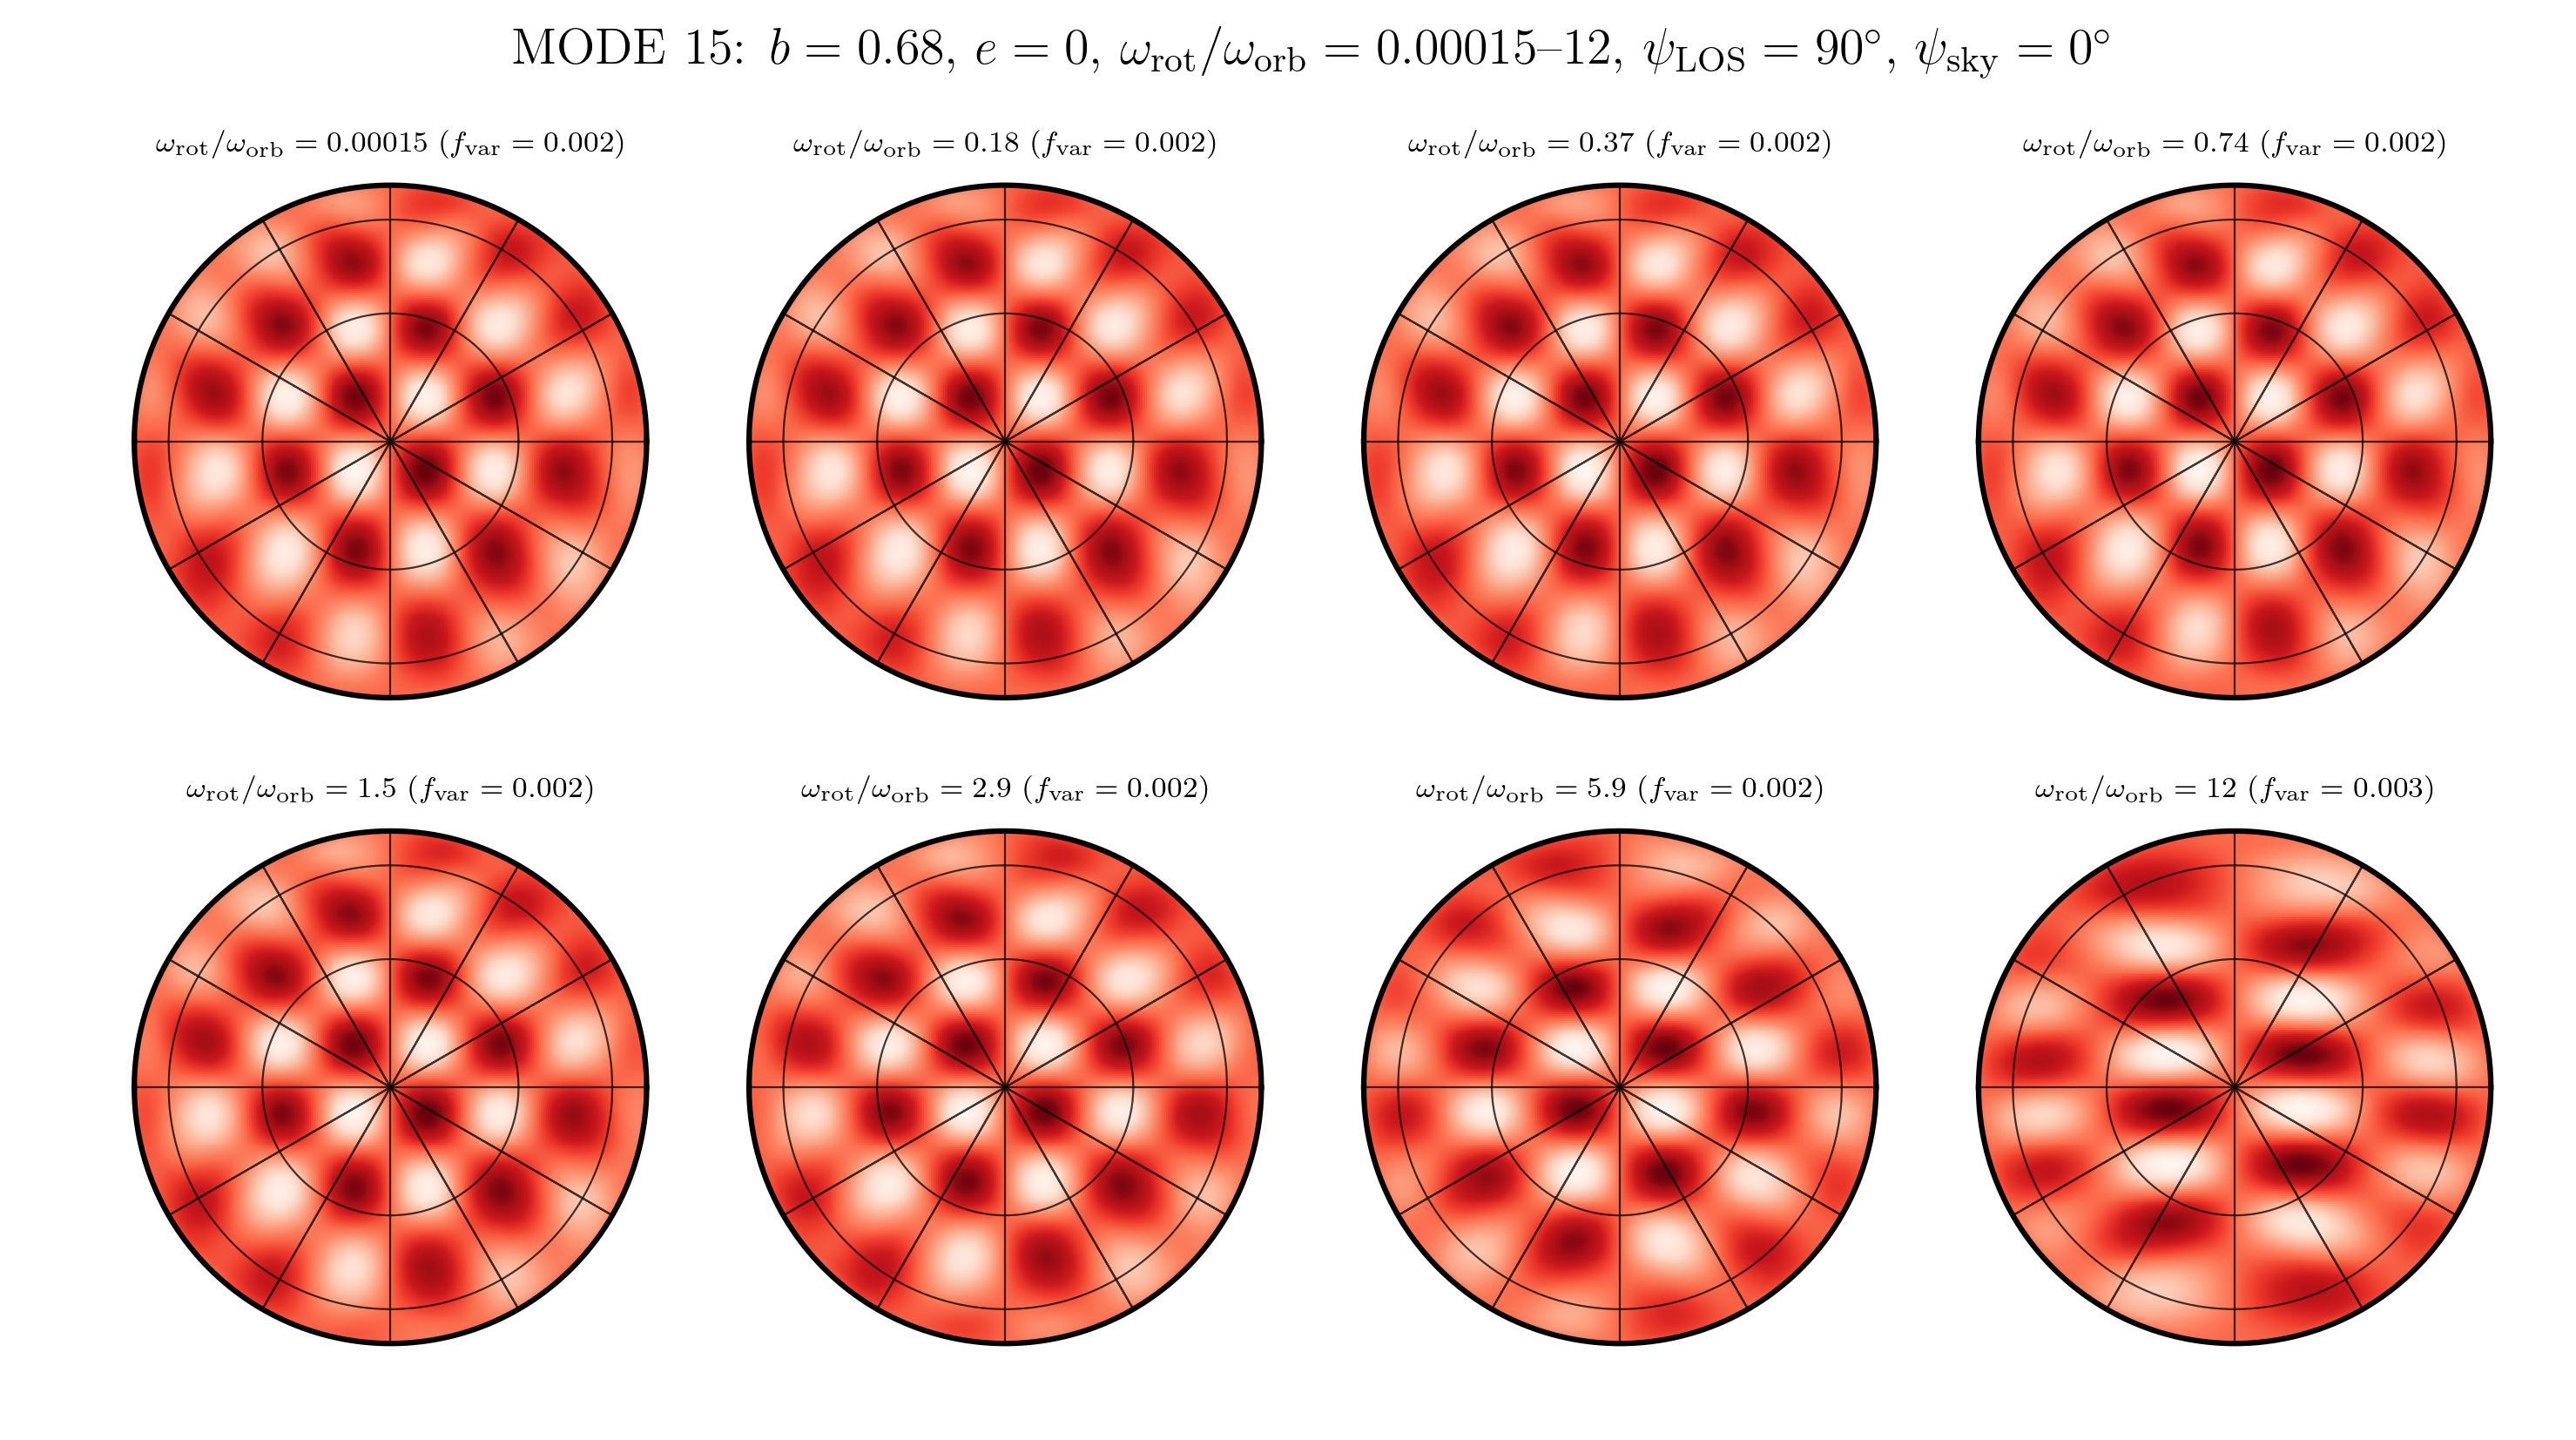 MODE 15: b = 0.68, e = 0, ω_rot/ω_orb = 0.00015–12, ψ_LOS = 90°, ψ_sky = 0°
ω_rot/ω_orb = 0.00015 (f_var = 0.002)
ω_rot/ω_orb = 0.18 (f_var = 0.002)
ω_rot/ω_orb = 0.37 (f_var = 0.002)
ω_rot/ω_orb = 0.74 (f_var = 0.002)
ω_rot/ω_orb = 1.5 (f_var = 0.002)
ω_rot/ω_orb = 2.9 (f_var = 0.002)
ω_rot/ω_orb = 5.9 (f_var = 0.002)
ω_rot/ω_orb = 12 (f_var = 0.003)